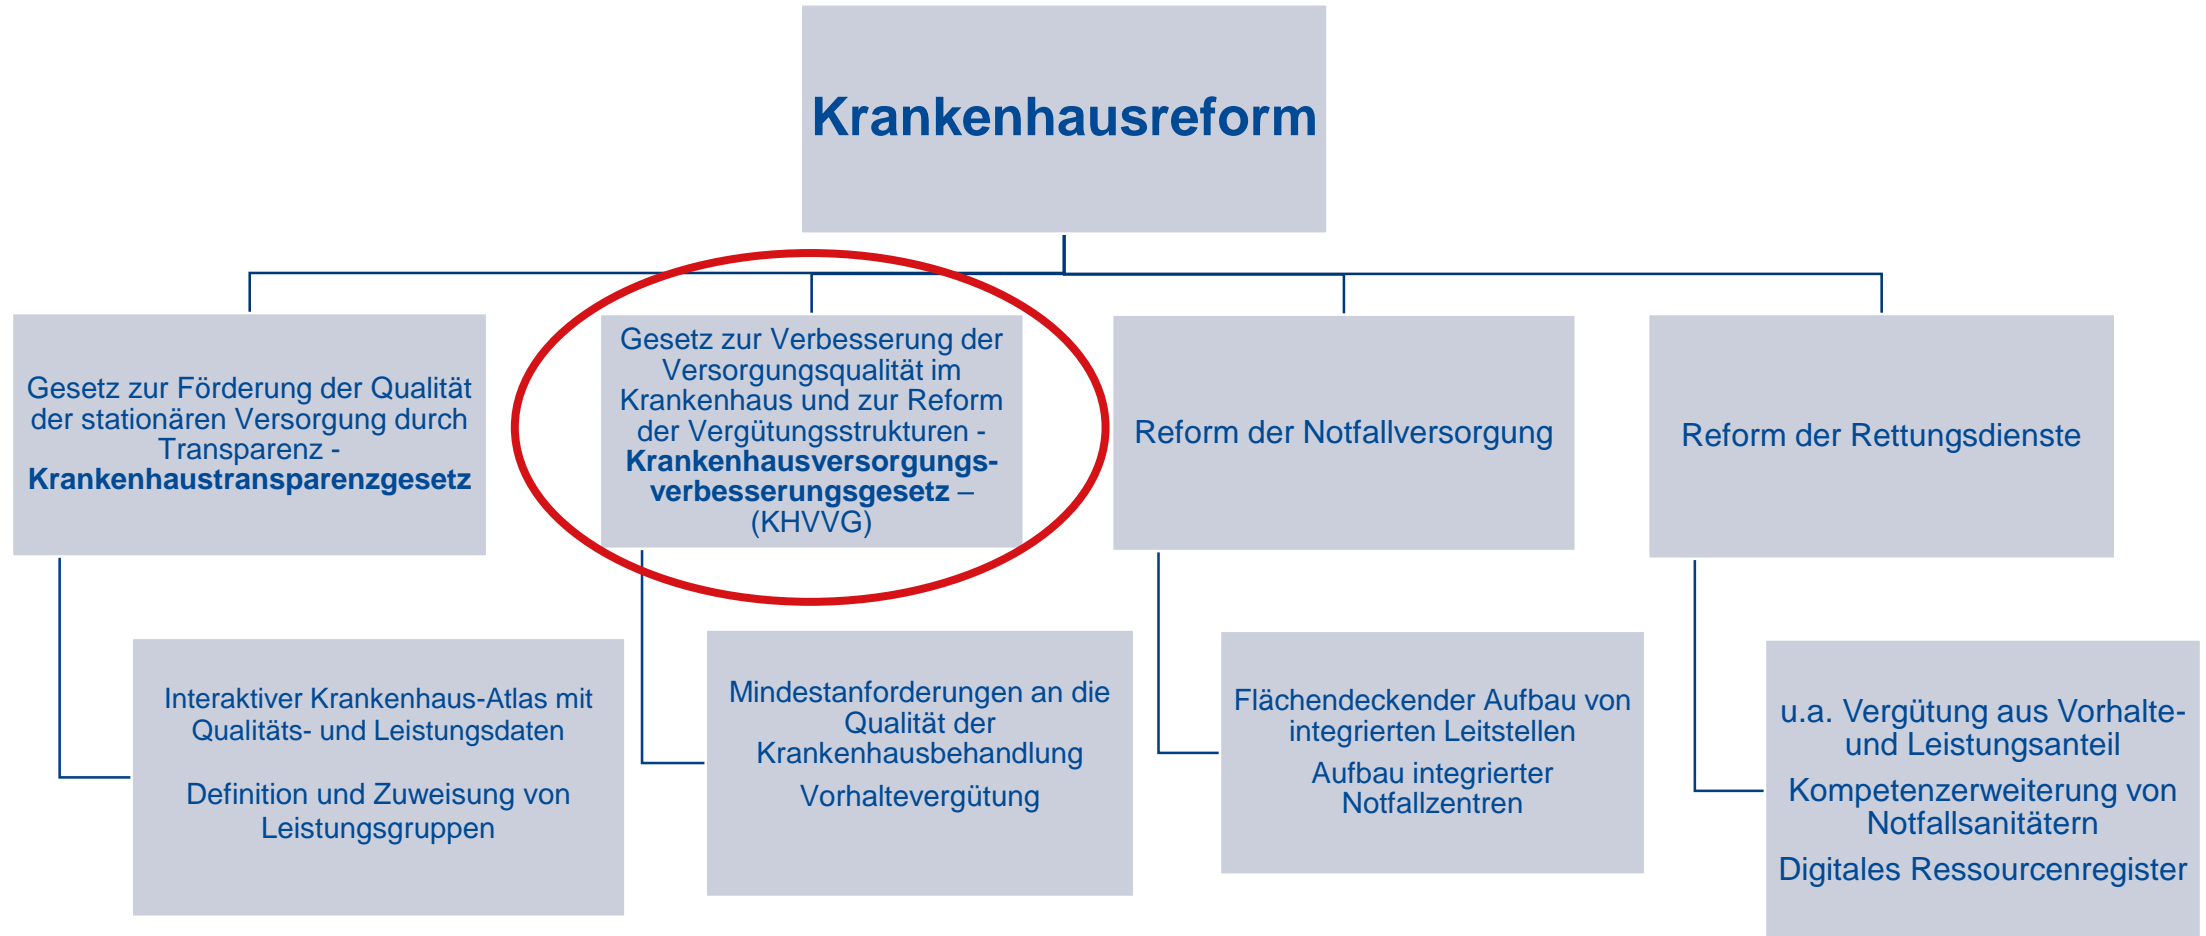 Krankenhausreform
Gesetz zur Förderung der Qualität
der stationären Versorgung durch
Transparenz -
Krankenhaustransparenzgesetz
Gesetz zur Verbesserung der
Versorgungsqualität im
Krankenhaus und zur Reform
der Vergütungsstrukturen -
Krankenhausversorgungs-
verbesserungsgesetz –
(KHVVG)
Reform der Notfallversorgung
Reform der Rettungsdienste
Interaktiver Krankenhaus-Atlas mit
Qualitäts- und Leistungsdaten
Definition und Zuweisung von
Leistungsgruppen
Mindestanforderungen an die
Qualität der
Krankenhausbehandlung
Vorhaltevergütung
Flächendeckender Aufbau von
integrierten Leitstellen
Aufbau integrierter
Notfallzentren
u.a. Vergütung aus Vorhalte-
und Leistungsanteil
Kompetenzerweiterung von
Notfallsanitätern
Digitales Ressourcenregister